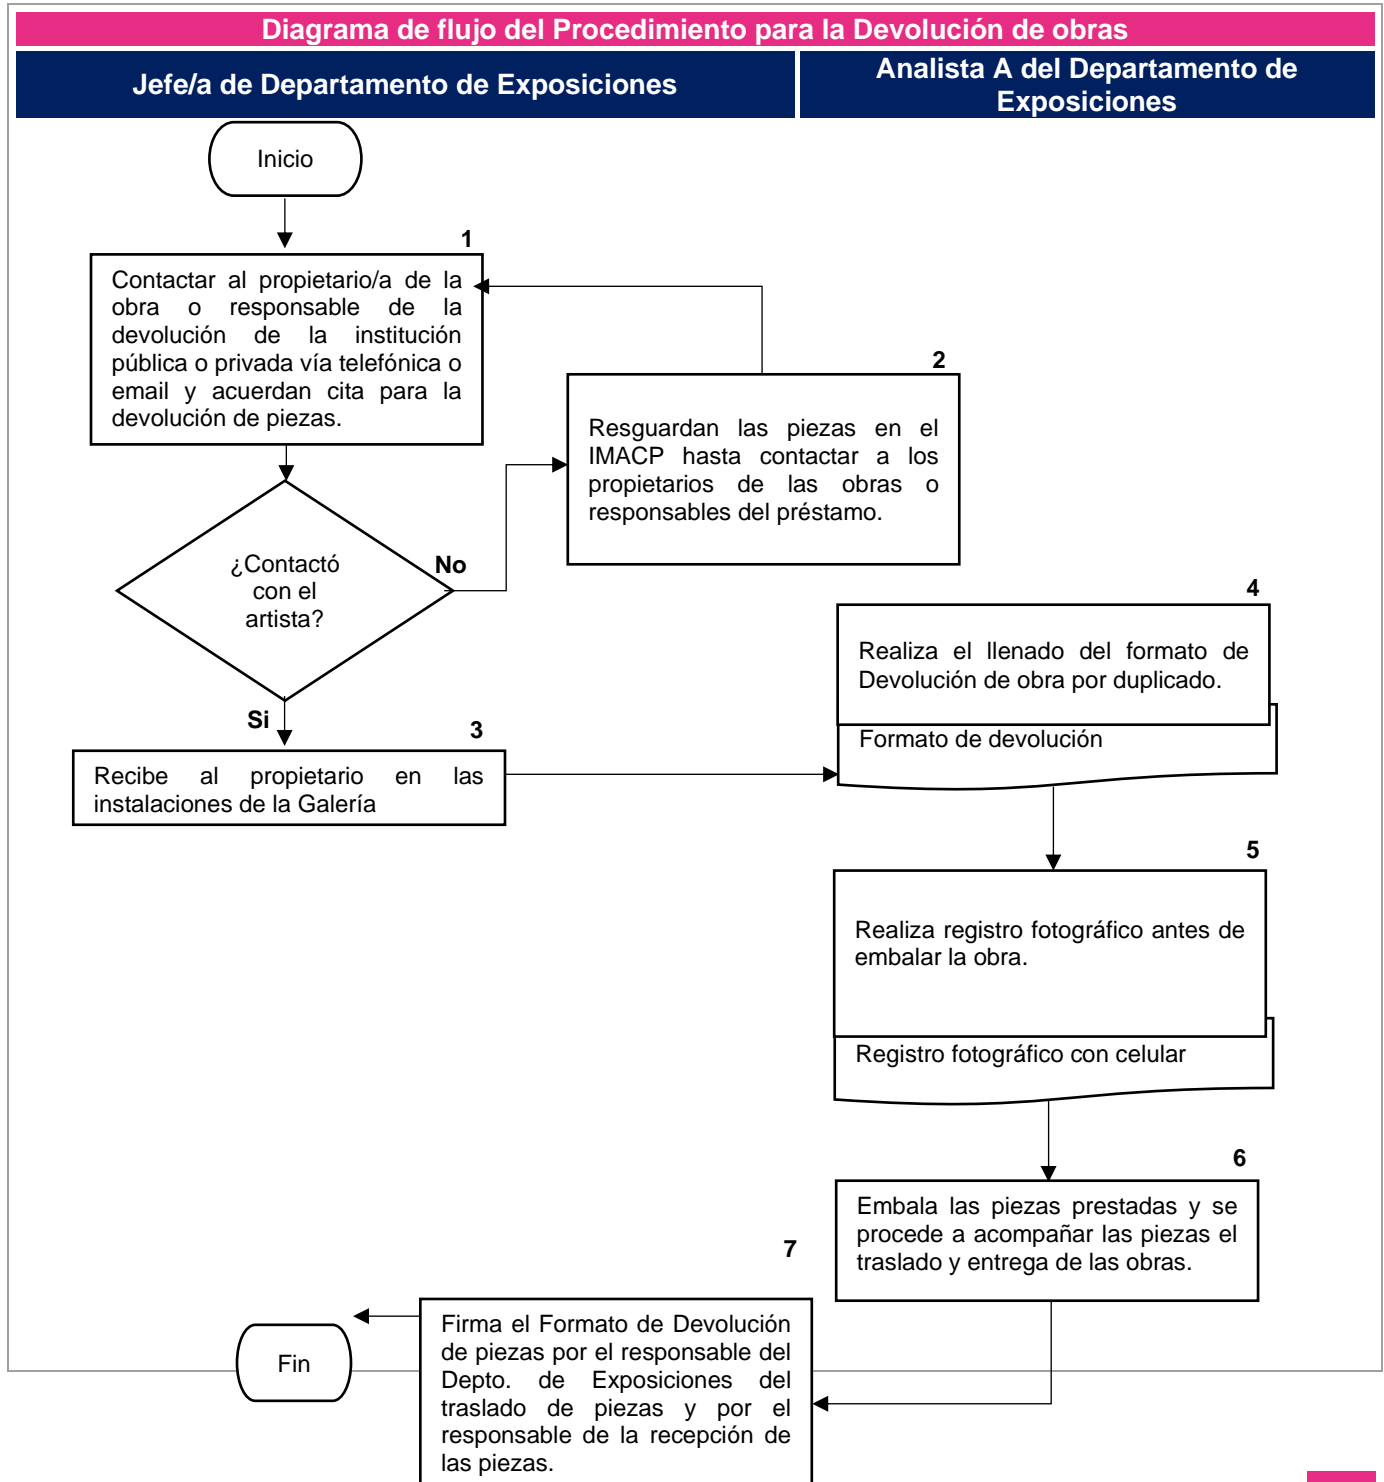 Diagrama de flujo del Procedimiento para la Devolución de obras
Jefe/a de Departamento de Exposiciones
Analista A del Departamento de
Exposiciones
Inicio
1
Contactar al propietario/a de la
obra o responsable de la
devolución de la institución
pública o privada vía telefónica o
email y acuerdan cita para la
devolución de piezas.
2
Resguardan las piezas en el
IMACP hasta contactar a los
propietarios de las obras o
responsables del préstamo.
¿Contactó
con el
artista?
No
Si
3
Recibe al propietario en las
instalaciones de la Galería
4
Realiza el llenado del formato de
Devolución de obra por duplicado.
Formato de devolución
5
Realiza registro fotográfico antes de
embalar la obra.
Registro fotográfico con celular
6
Embala las piezas prestadas y se
procede a acompañar las piezas el
traslado y entrega de las obras.
7
Firma el Formato de Devolución
de piezas por el responsable del
Depto. de Exposiciones del
traslado de piezas y por el
responsable de la recepción de
las piezas.
Fin